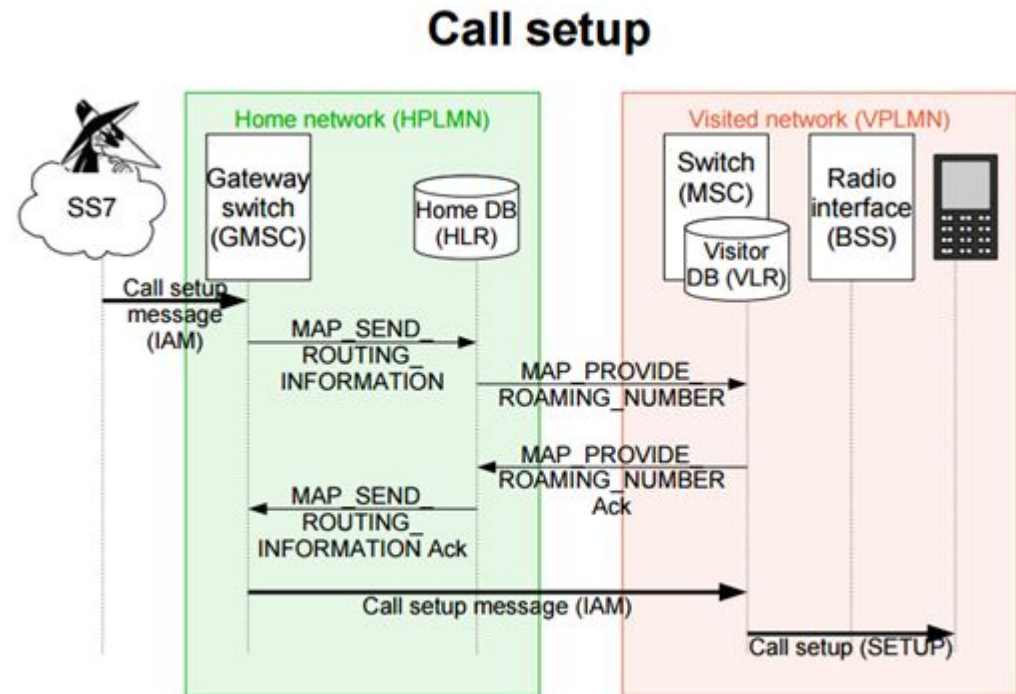 Call setup
Home network (HPLMN)
Visited network (VPLMN)
SS7
Gateway
switch
(GMSC)
Home DB
(HLR)
Switch
(MSC)
Visitor
DB (VLR)
Radio
interface
(BSS)
Call setup
message
(IAM)
MAP_SEND_
ROUTING_
INFORMATION
MAP_PROVIDE_
ROAMING_NUMBER
MAP_PROVIDE_
ROAMING_NUMBER
Ack
MAP_SEND_
ROUTING_
INFORMATION Ack
Call setup message (IAM)
Call setup (SETUP)